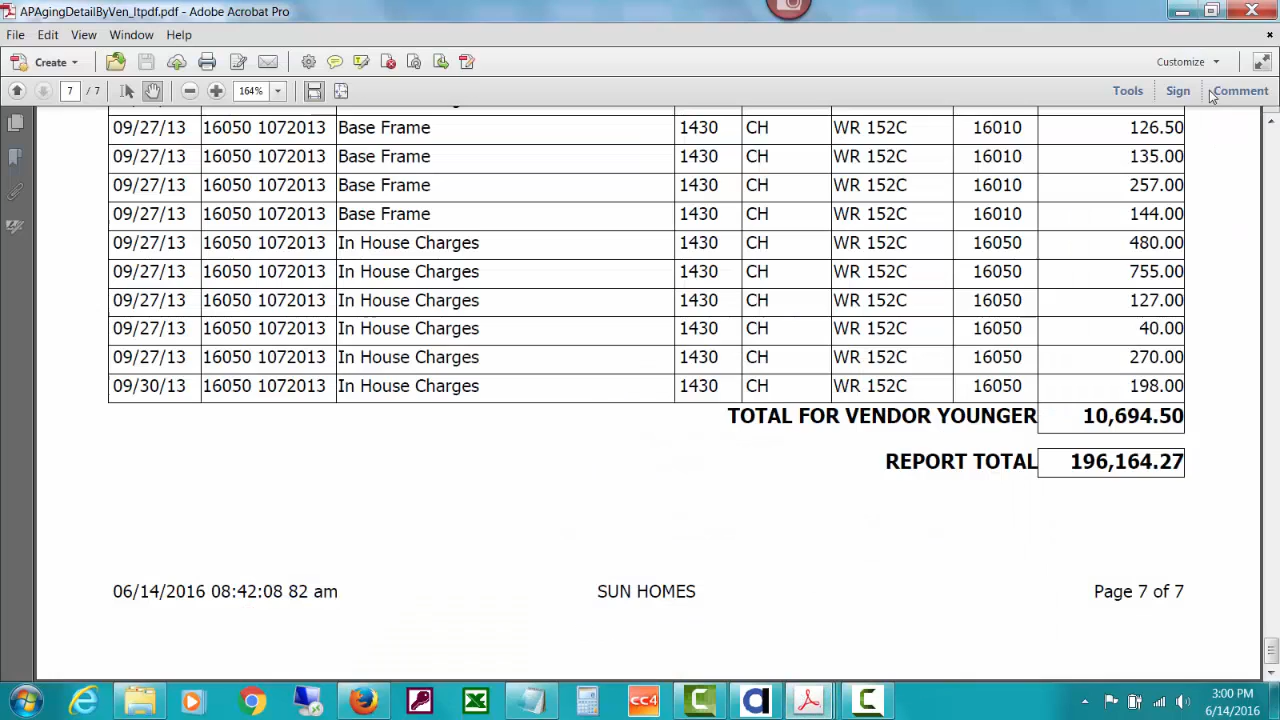 APAgingDetailByVen_ltpdf.pdf - Adobe Acrobat Pro
File Edit View Window Help
Create Customize
7 / 7 164% Tools Sign Comment
09/27/13 16050 1072013 Base Frame 1430 CH WR 152C 16010 126.50
09/27/13 16050 1072013 Base Frame 1430 CH WR 152C 16010 135.00
09/27/13 16050 1072013 Base Frame 1430 CH WR 152C 16010 257.00
09/27/13 16050 1072013 Base Frame 1430 CH WR 152C 16010 144.00
09/27/13 16050 1072013 In House Charges 1430 CH WR 152C 16050 480.00
09/27/13 16050 1072013 In House Charges 1430 CH WR 152C 16050 755.00
09/27/13 16050 1072013 In House Charges 1430 CH WR 152C 16050 127.00
09/27/13 16050 1072013 In House Charges 1430 CH WR 152C 16050 40.00
09/27/13 16050 1072013 In House Charges 1430 CH WR 152C 16050 270.00
09/30/13 16050 1072013 In House Charges 1430 CH WR 152C 16050 198.00
TOTAL FOR VENDOR YOUNGER 10,694.50
REPORT TOTAL 196,164.27
06/14/2016 08:42:08 82 am SUN HOMES Page 7 of 7
CC4 a
3:00 PM
6/14/2016